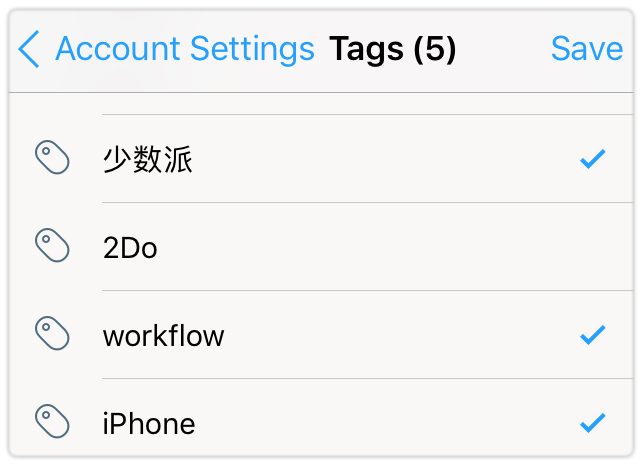 Account Settings Tags (5) Save
少数派
2Do
workflow
iPhone